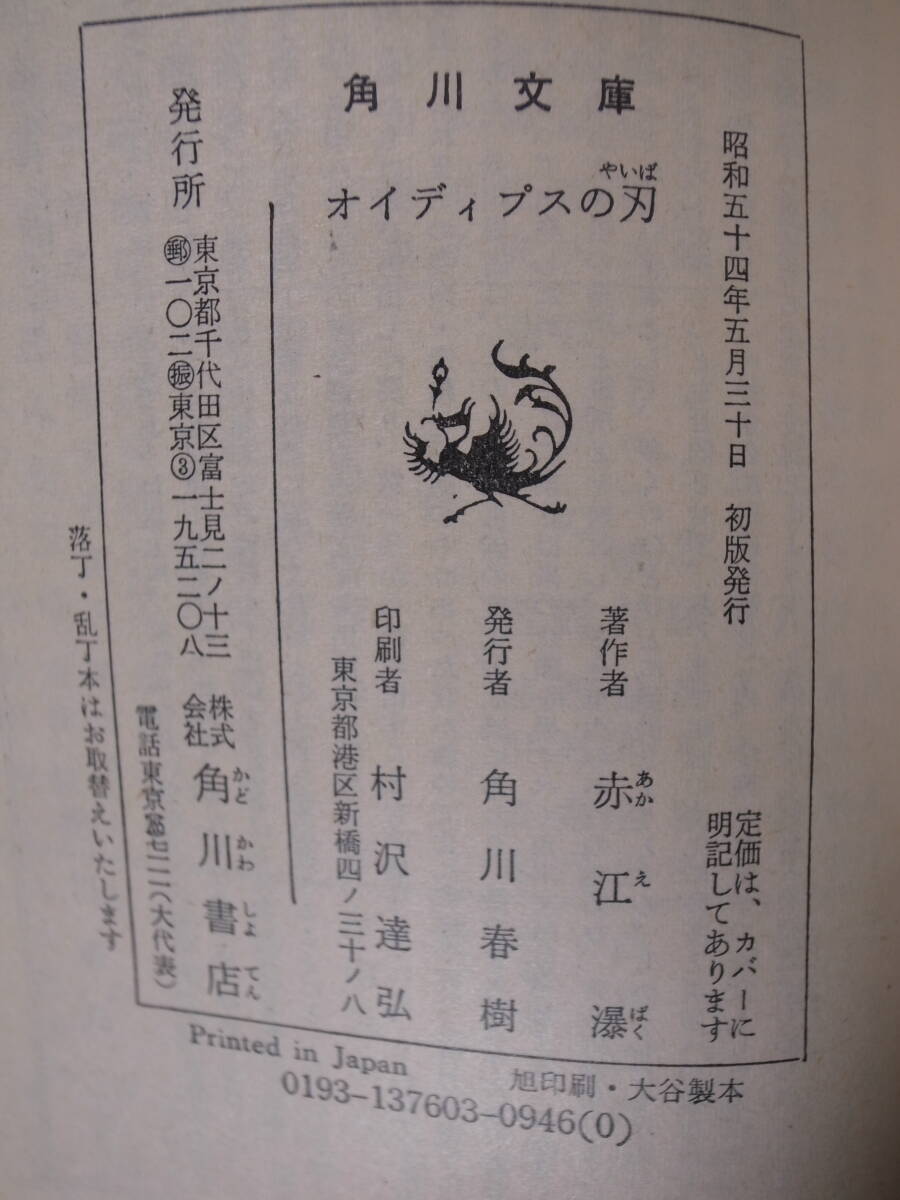 角川文庫
オイディプスの刃
やいば
昭和五十四年五月三十日 初版発行
定価は、カバーに
明記してあります
著作者 赤江瀑
あか え ばく
発行者 角川春樹
印刷者 村沢達弘
東京都港区新橋四ノ三十ノ八
発行所
東京都千代田区富士見二ノ十三
㊞郵一〇二振東京③一九五二〇八
株式会社 角川書店
かど かわ しよ てん
電話東京 七一一一(大代表)
落丁・乱丁本はお取替えいたします
Printed in Japan
旭印刷・大谷製本
0193-137603-0946(0)